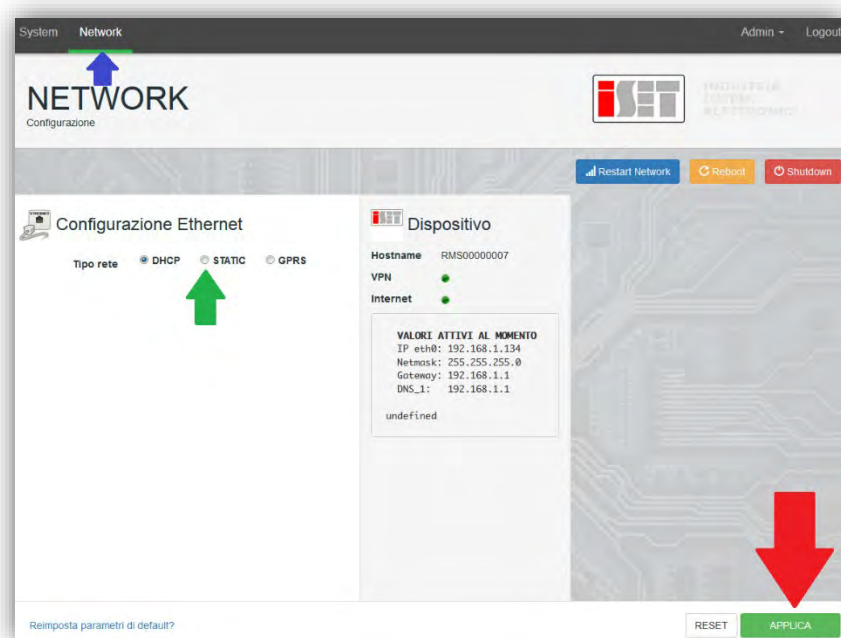 System Network Admin Logout
NETWORK
Configurazione
iSET
Restart Network Reboot Shutdown
Configurazione Ethernet
Tipo rete DHCP STATIC GPRS
iSET Dispositivo
Hostname RMS00000007
VPN
Internet
VALORI ATTIVI AL MOMENTO
IP eth0: 192.168.1.134
Netmask: 255.255.255.0
Gateway: 192.168.1.1
DNS_1: 192.168.1.1
undefined
Reimposta parametri di default?
RESET APPLICA